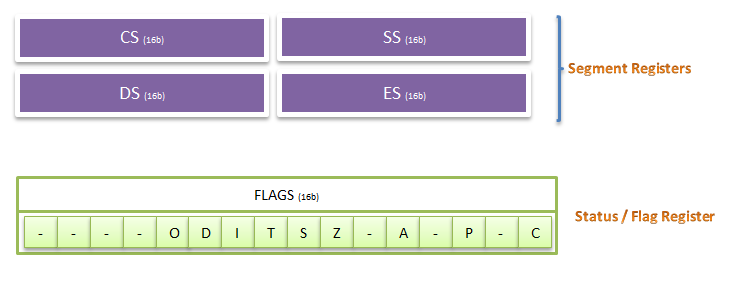 CS (16b) SS (16b)
Segment Registers
DS (16b) ES (16b)
FLAGS (16b)
Status / Flag Register
- - - - O D I T S Z - A - P - C